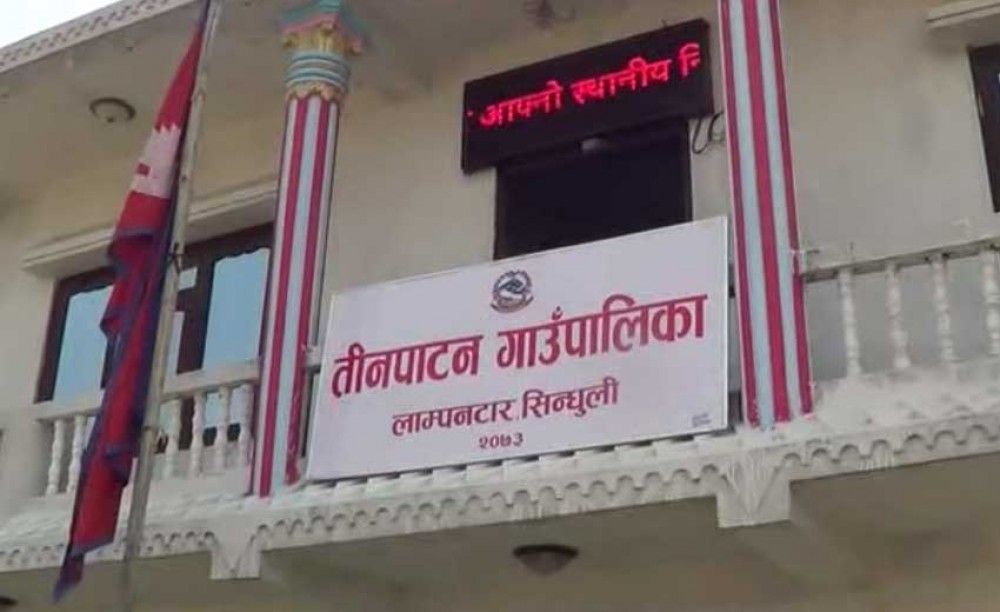 आफ्नो स्थानीय
तीनपाटन गाउँपालिका
लाम्पनटार, सिन्धुली
२०७३